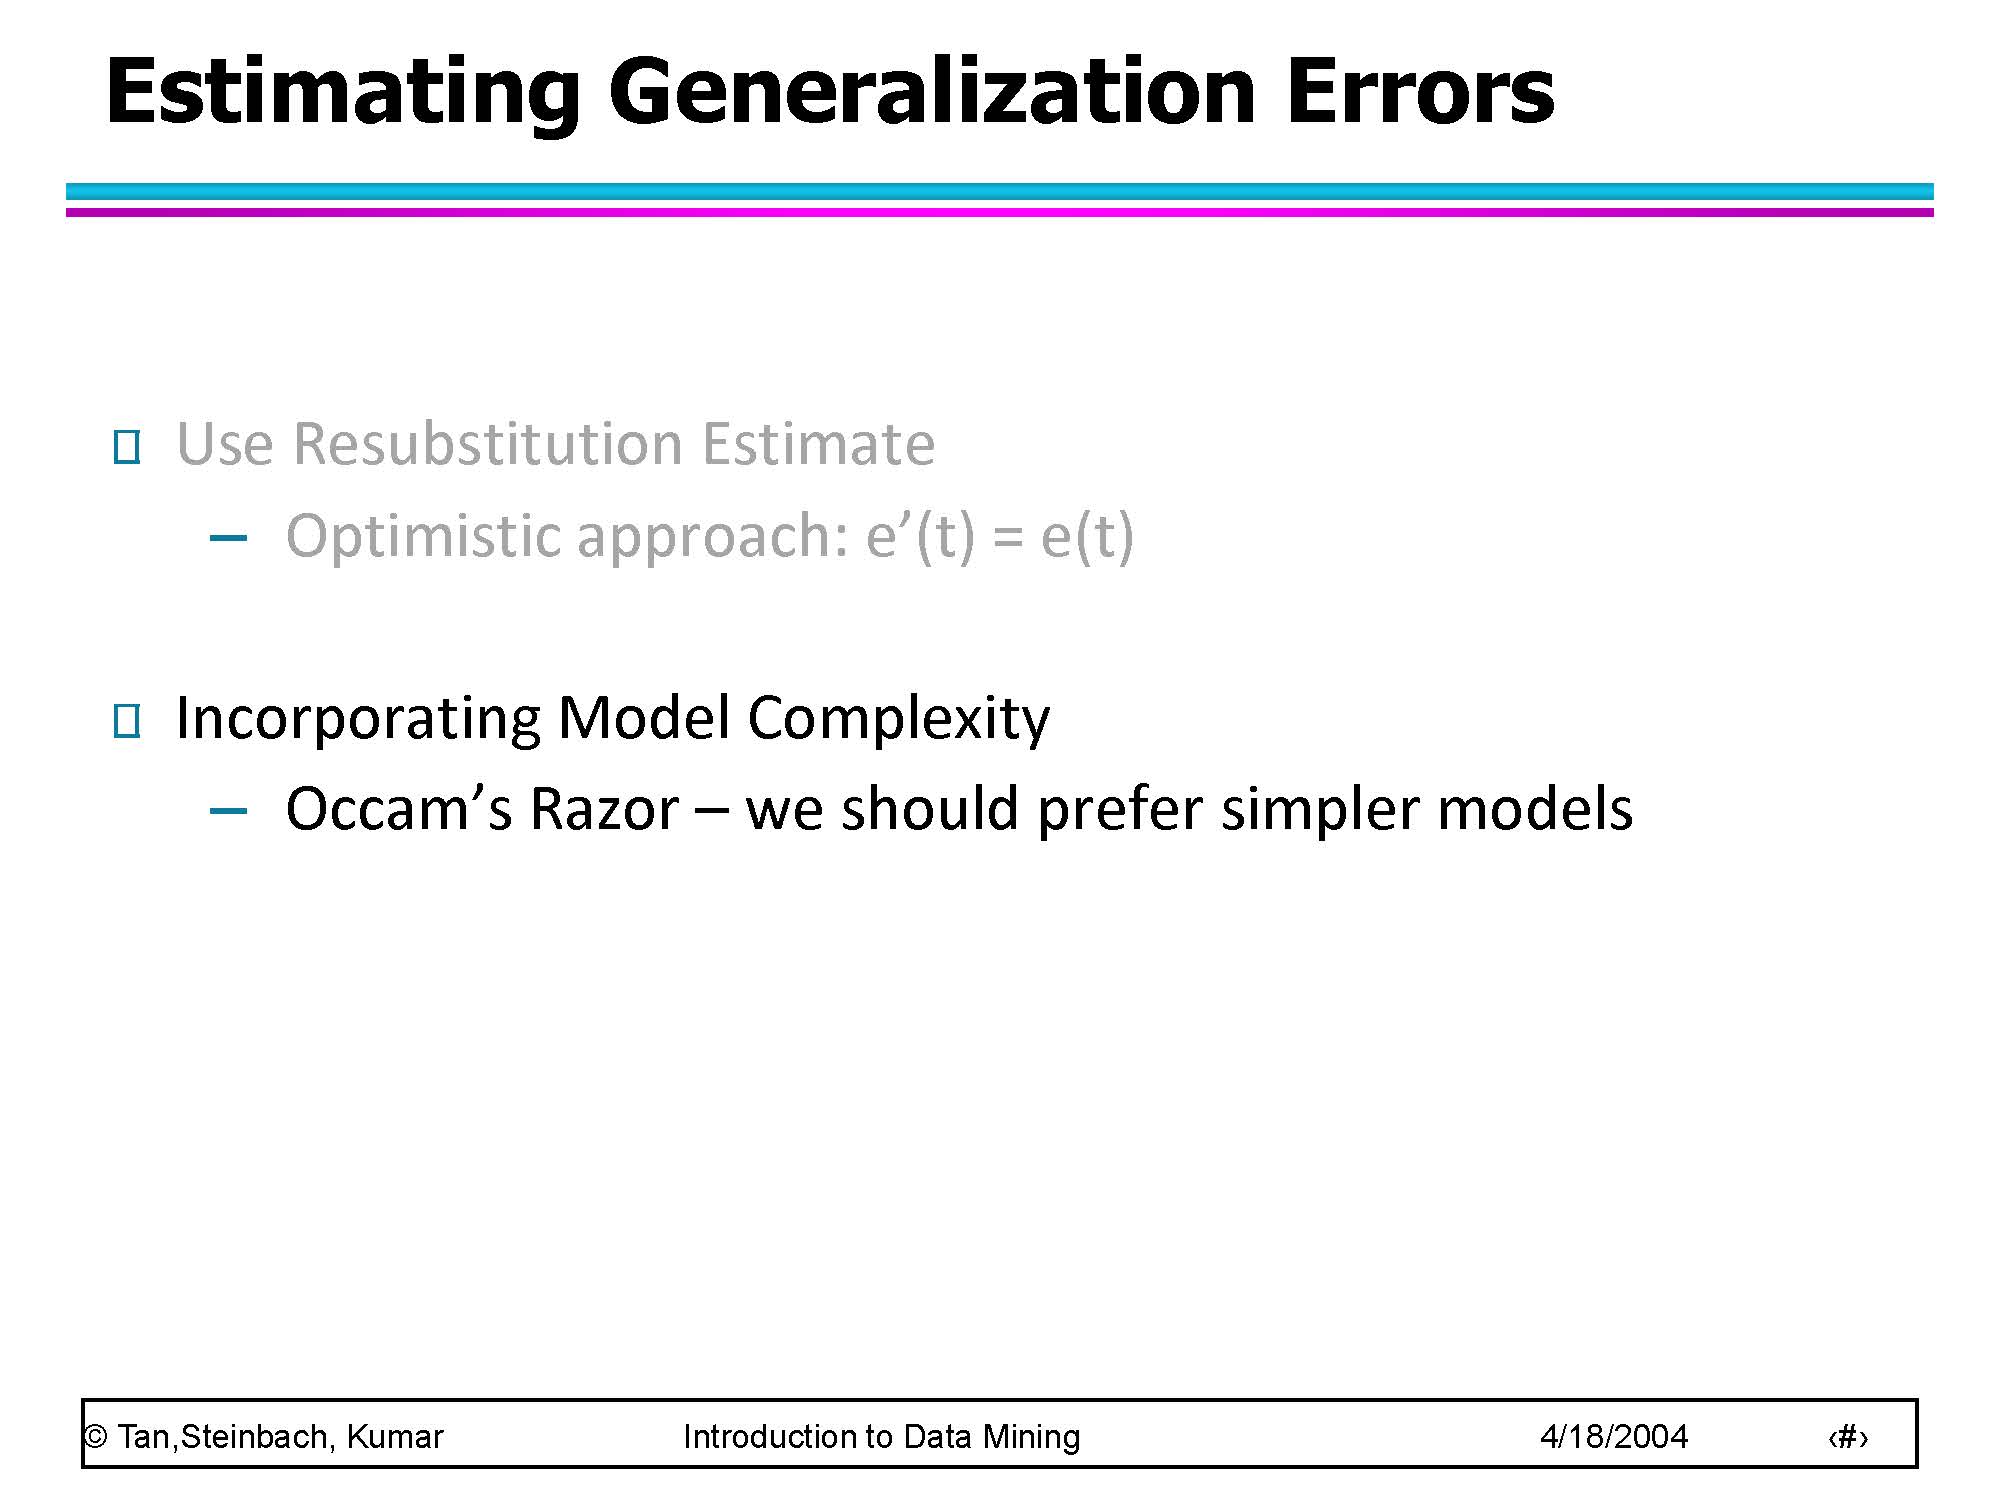 Estimating Generalization Errors
Use Resubstitution Estimate
– Optimistic approach: e’(t) = e(t)
Incorporating Model Complexity
– Occam’s Razor – we should prefer simpler models
© Tan,Steinbach, Kumar Introduction to Data Mining 4/18/2004 ‹#›